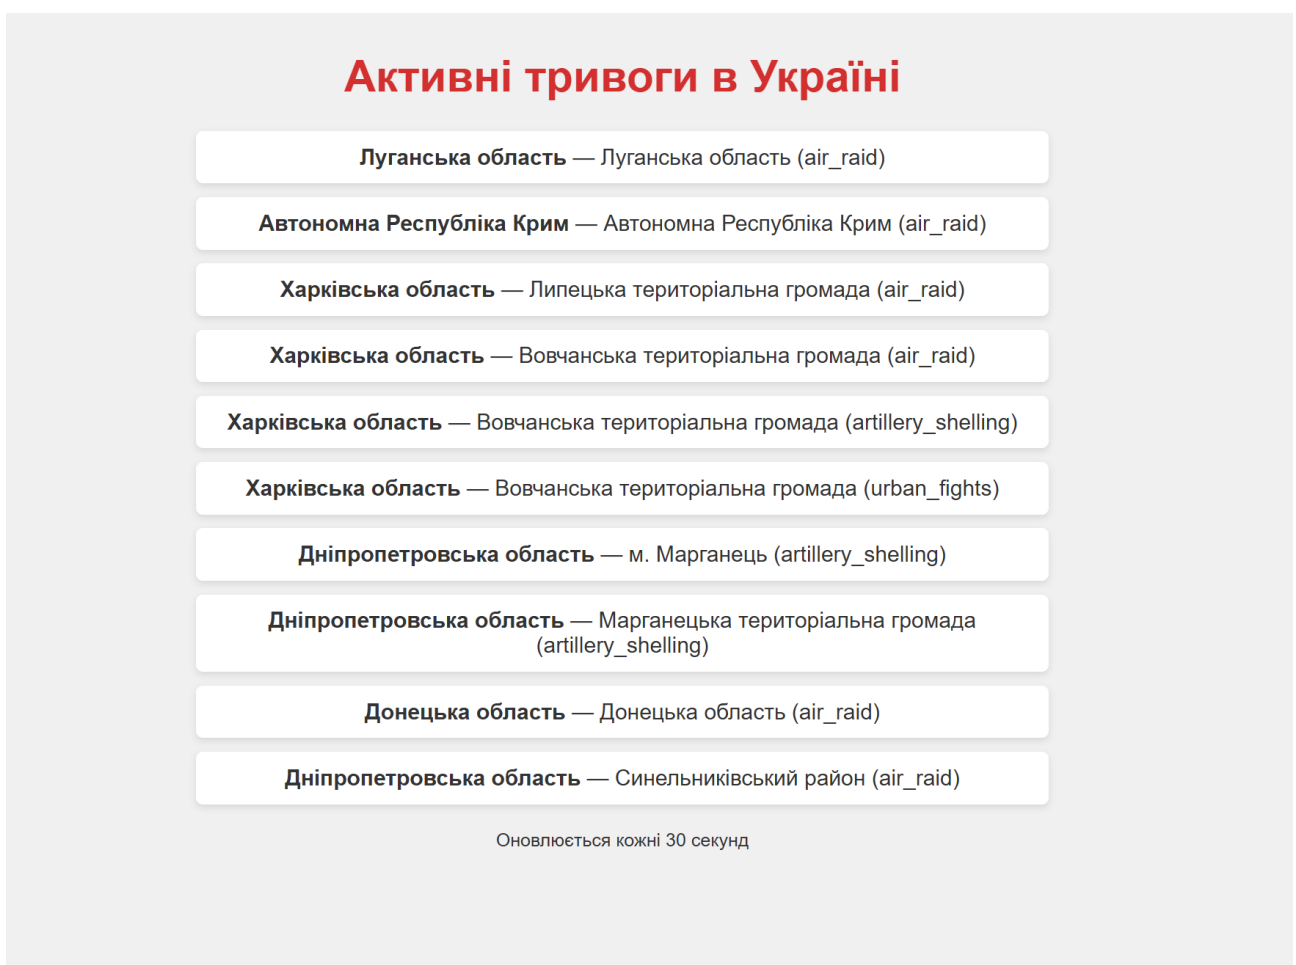 Активні тривоги в Україні
Луганська область — Луганська область (air_raid)
Автономна Республіка Крим — Автономна Республіка Крим (air_raid)
Харківська область — Липецька територіальна громада (air_raid)
Харківська область — Вовчанська територіальна громада (air_raid)
Харківська область — Вовчанська територіальна громада (artillery_shelling)
Харківська область — Вовчанська територіальна громада (urban_fights)
Дніпропетровська область — м. Марганець (artillery_shelling)
Дніпропетровська область — Марганецька територіальна громада
(artillery_shelling)
Донецька область — Донецька область (air_raid)
Дніпропетровська область — Синельниківський район (air_raid)
Оновлюється кожні 30 секунд